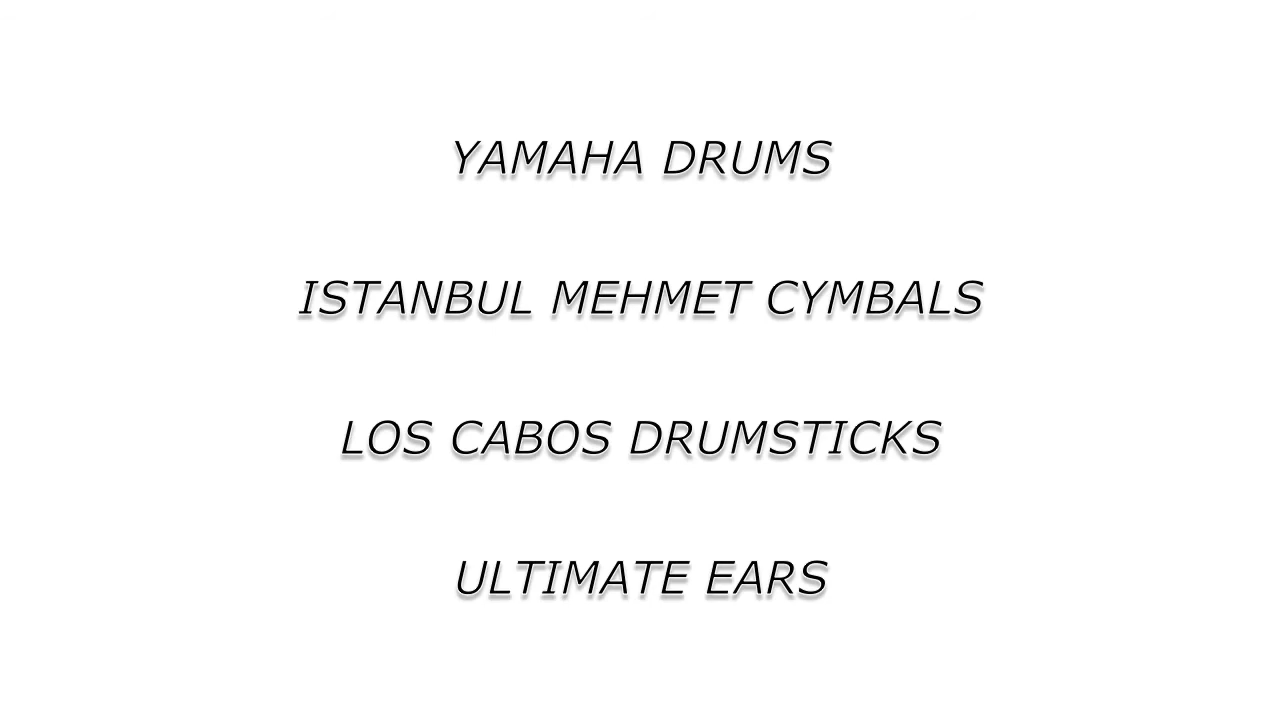 YAMAHA DRUMS
ISTANBUL MEHMET CYMBALS
LOS CABOS DRUMSTICKS
ULTIMATE EARS